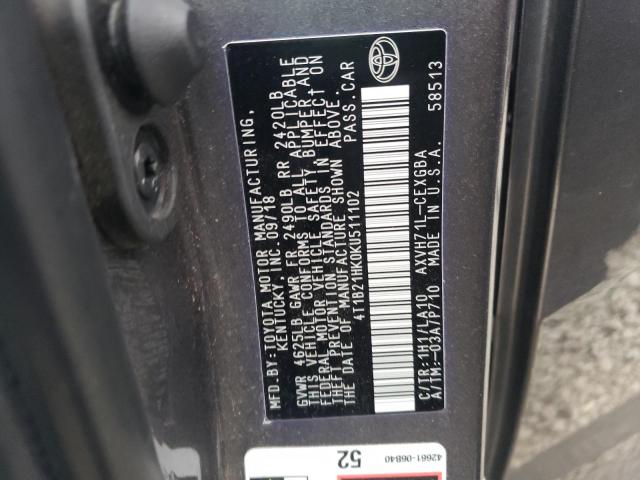 MFD.BY:TOYOTA MOTOR MANUFACTURING,
KENTUCKY, INC. 09/18
GVWR 4625LB GAWR FR 2490LB RR 2420LB
THIS VEHICLE CONFORMS TO ALL APPLICABLE
FEDERAL MOTOR VEHICLE SAFETY, BUMPER, AND
THEFT PREVENTION STANDARDS IN EFFECT ON
THE DATE OF MANUFACTURE SHOWN ABOVE.
4T1B21HK0KU511102 PASS.CAR
C/TR:1H1/LA10 AXVH71L-CEXGBA
A/TM:-03A/P710 MADE IN U.S.A. 58513
42661-06840
52